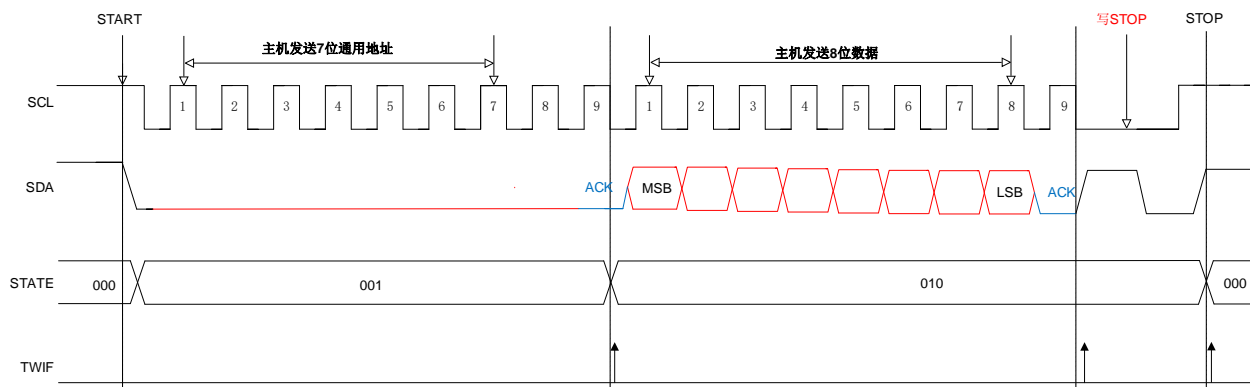 START 写STOP STOP
主机发送7位通用地址 主机发送8位数据
SCL 1 2 3 4 5 6 7 8 9 1 2 3 4 5 6 7 8 9
SDA ACK MSB LSB ACK
STATE 000 001 010 000
TWIF